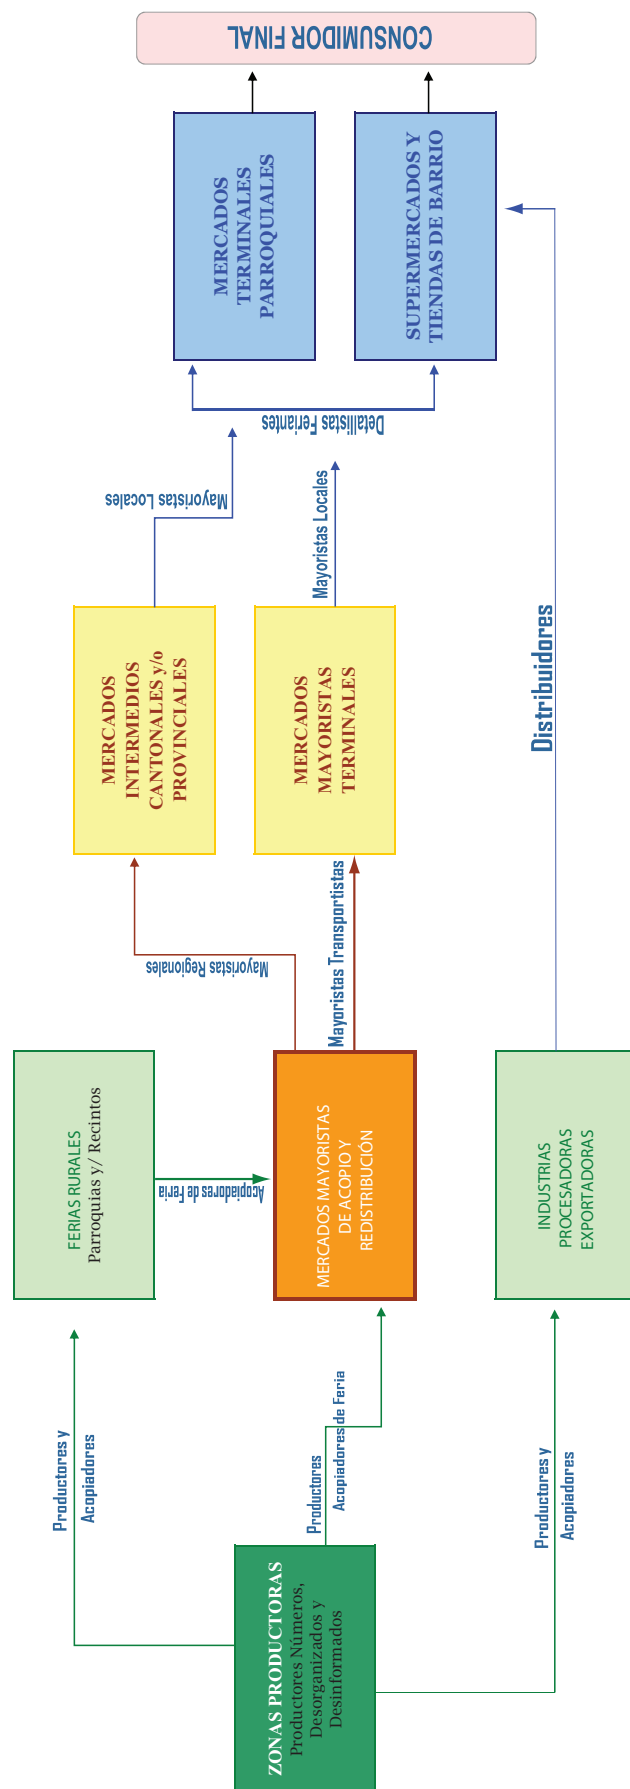 ZONAS PRODUCTORAS
Productores Números,
Desorganizados y
Desinformados
Productores y
Acopiadores
Productores
Acopiadores de Feria
Productores y
Acopiadores
FERIAS RURALES
Parroquias y/ Recintos
Acopiadores de Feria
MERCADOS MAYORISTAS
DE ACOPIO Y
REDISTRIBUCIÓN
INDUSTRIAS
PROCESADORAS
EXPORTADORAS
Mayoristas Regionales
Mayoristas Transportistas
MERCADOS
INTERMEDIOS
CANTONALES y/o
PROVINCIALES
MERCADOS
MAYORISTAS
TERMINALES
Distribuidores
Mayoristas Locales
Mayoristas Locales
Detallistas Feriantes
MERCADOS
TERMINALES
PARROQUIALES
SUPERMERCADOS Y
TIENDAS DE BARRIO
CONSUMIDOR FINAL